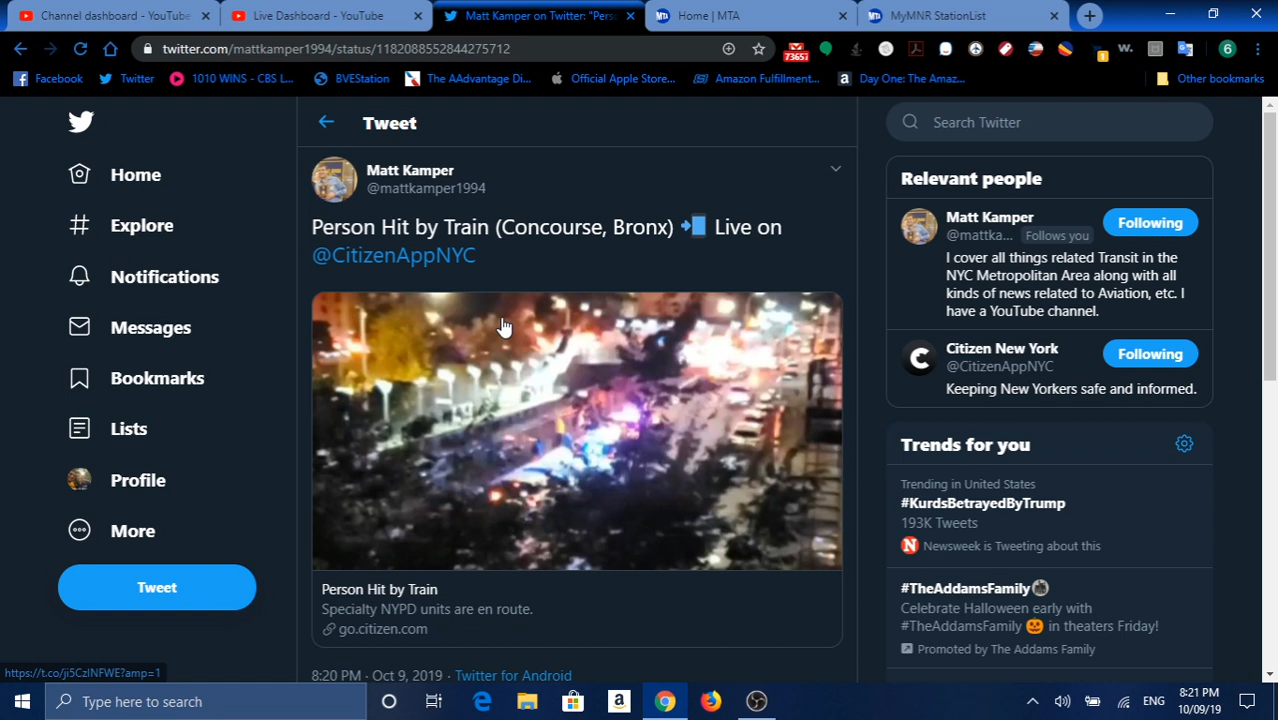 Channel dashboard - YouTube
Live Dashboard - YouTube
Matt Kamper on Twitter: "Pers
Home | MTA
MyMNR StationList
twitter.com/mattkamper1994/status/1182088552844275712
73651
W.
1
6
Facebook
Twitter
1010 WINS - CBS L...
BVEStation
The AAdvantage Di...
Official Apple Store...
Amazon Fulfillment...
Day One: The Amaz...
Other bookmarks
Tweet
Search Twitter
Home
Explore
Notifications
Messages
Bookmarks
Lists
Profile
More
Tweet
Matt Kamper
@mattkamper1994
Person Hit by Train (Concourse, Bronx) 📲 Live on
@CitizenAppNYC
Person Hit by Train
Specialty NYPD units are en route.
go.citizen.com
8:20 PM · Oct 9, 2019 · Twitter for Android
Relevant people
Matt Kamper
@mattka... Follows you
Following
I cover all things related Transit in the
NYC Metropolitan Area along with all
kinds of news related to Aviation, etc. I
have a YouTube channel.
Citizen New York
@CitizenAppNYC
Following
Keeping New Yorkers safe and informed.
Trends for you
Trending in United States
#KurdsBetrayedByTrump
193K Tweets
Newsweek is Tweeting about this
#TheAddamsFamily
Celebrate Halloween early with
#TheAddamsFamily 🎃 in theaters Friday!
Promoted by The Addams Family
https://t.co/ji5CzINFWE?amp=1
Type here to search
ENG
8:21 PM
10/09/19